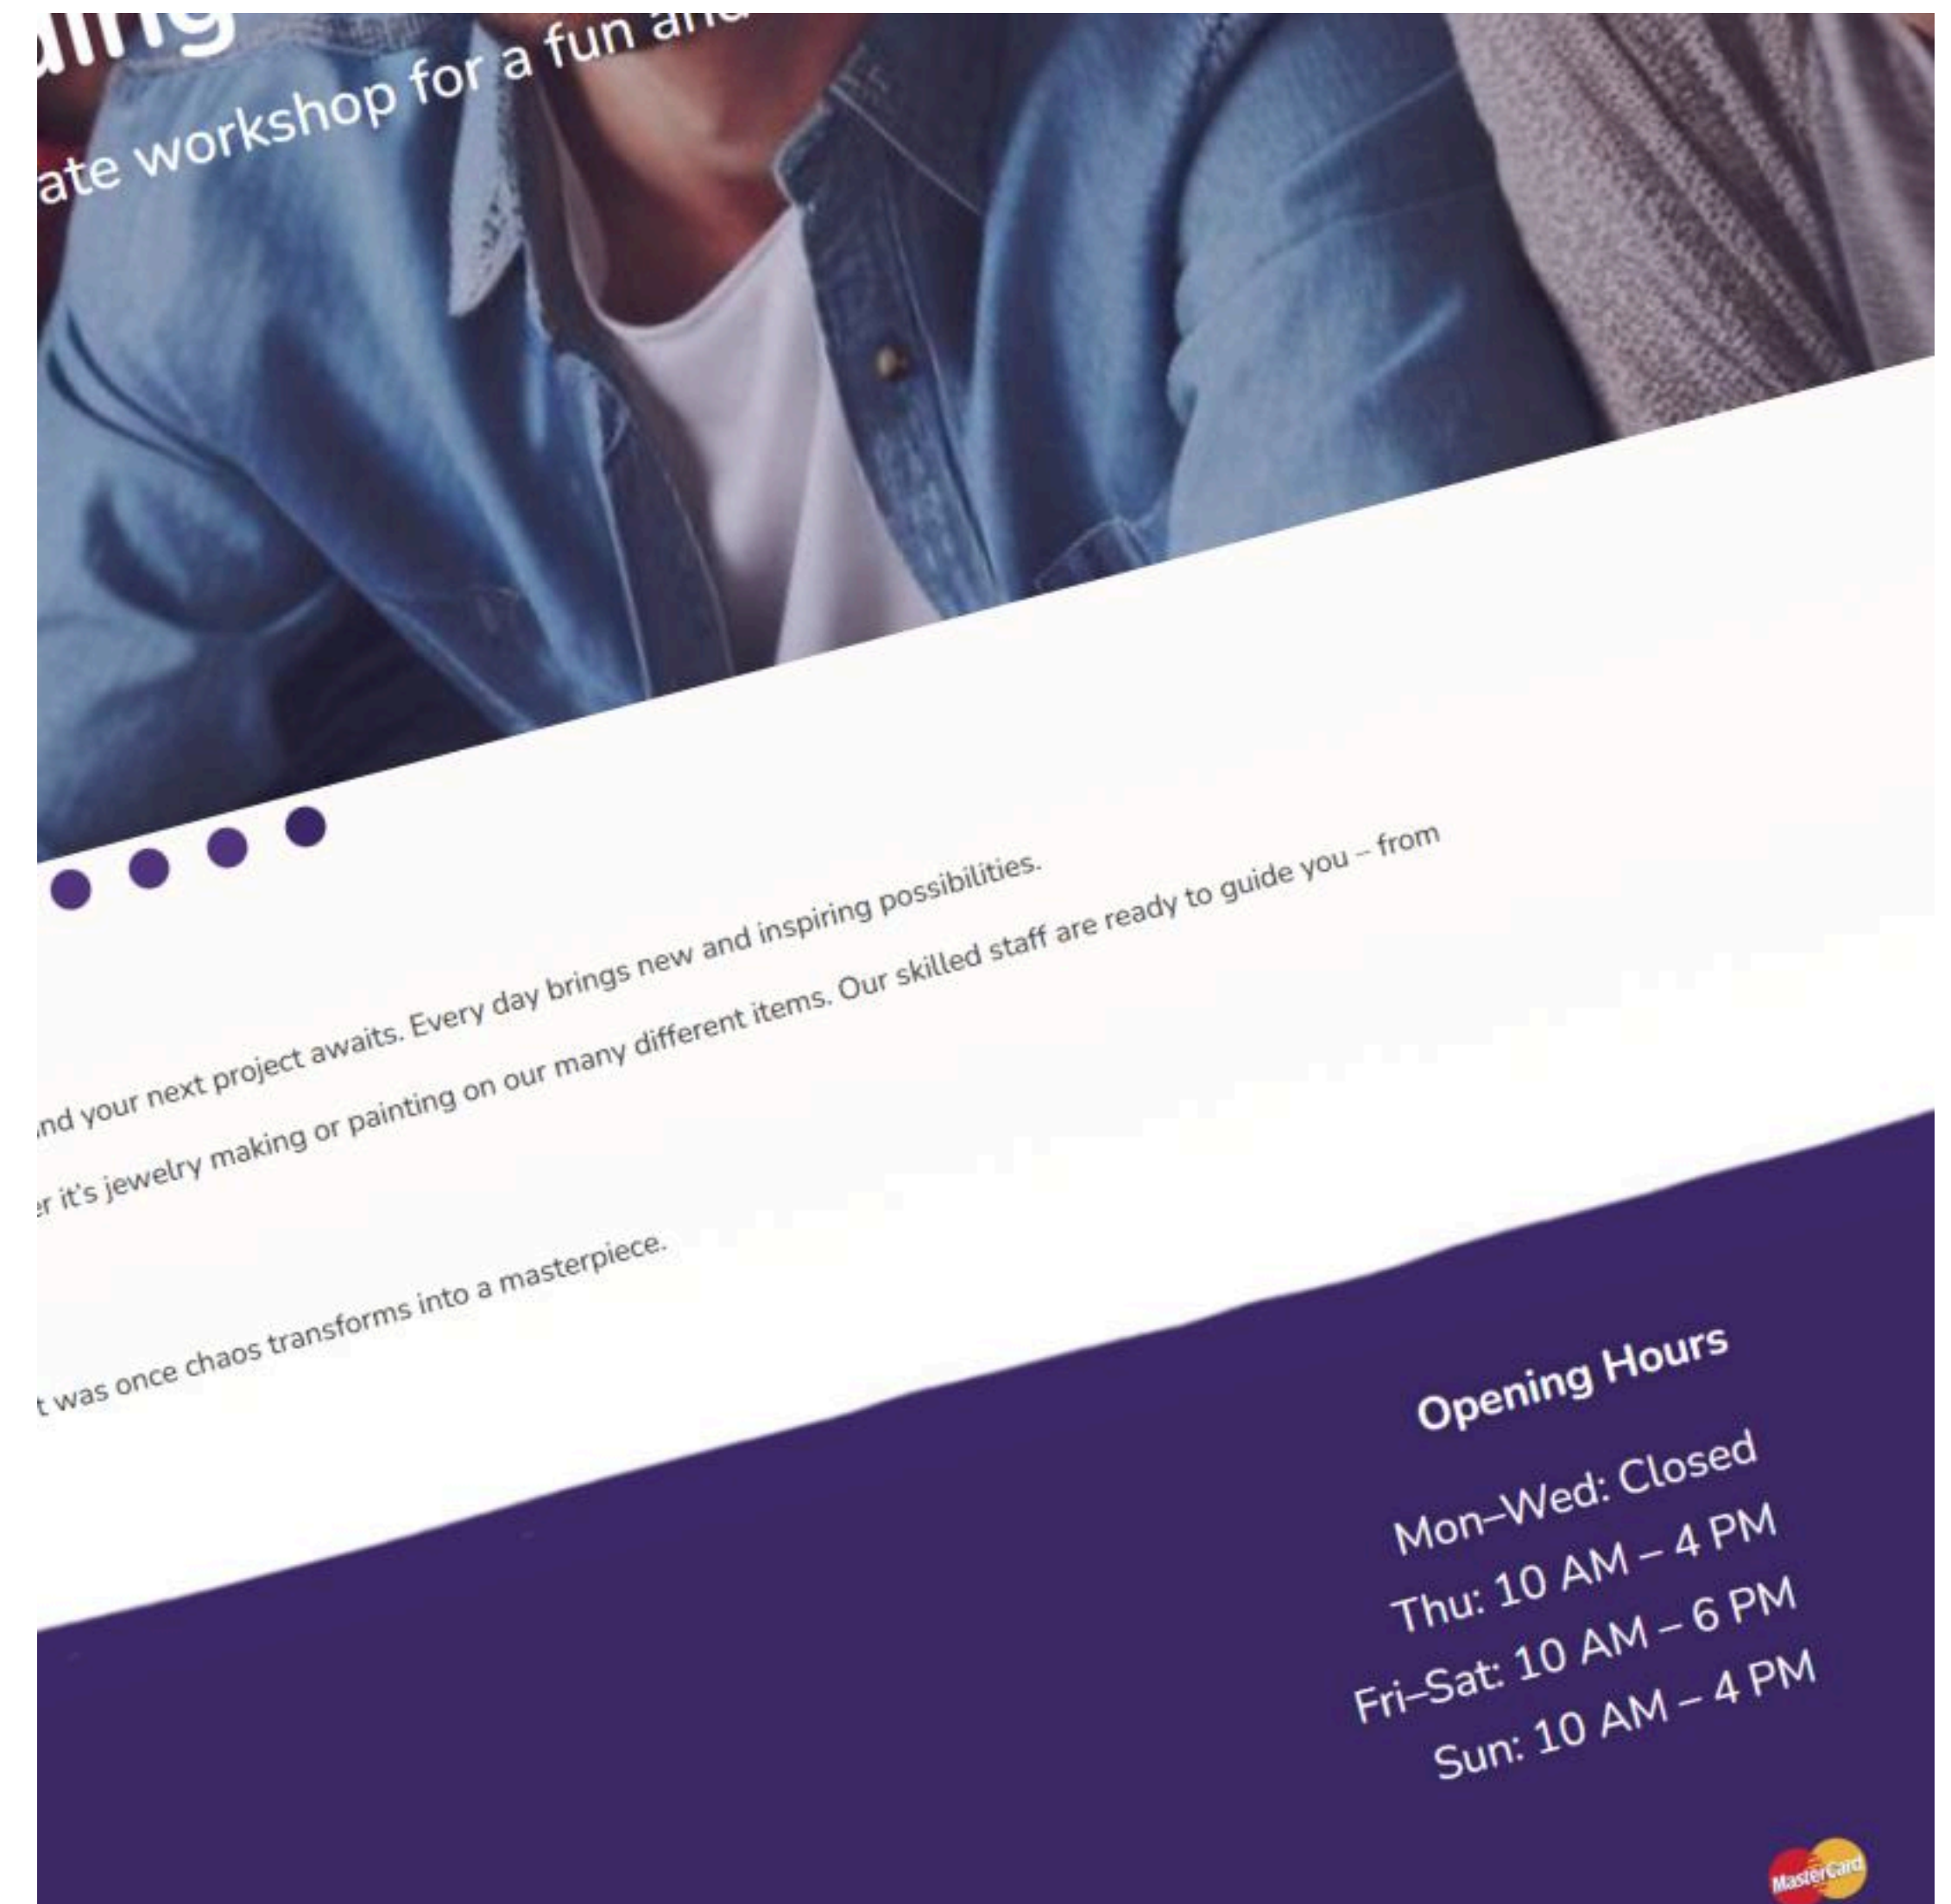 ate workshop for a fun and
nd your next project awaits. Every day brings new and inspiring possibilities.
er it's jewelry making or painting on our many different items. Our skilled staff are ready to guide you – from
t was once chaos transforms into a masterpiece.
Opening Hours
Mon–Wed: Closed
Thu: 10 AM – 4 PM
Fri–Sat: 10 AM – 6 PM
Sun: 10 AM – 4 PM
MasterCard